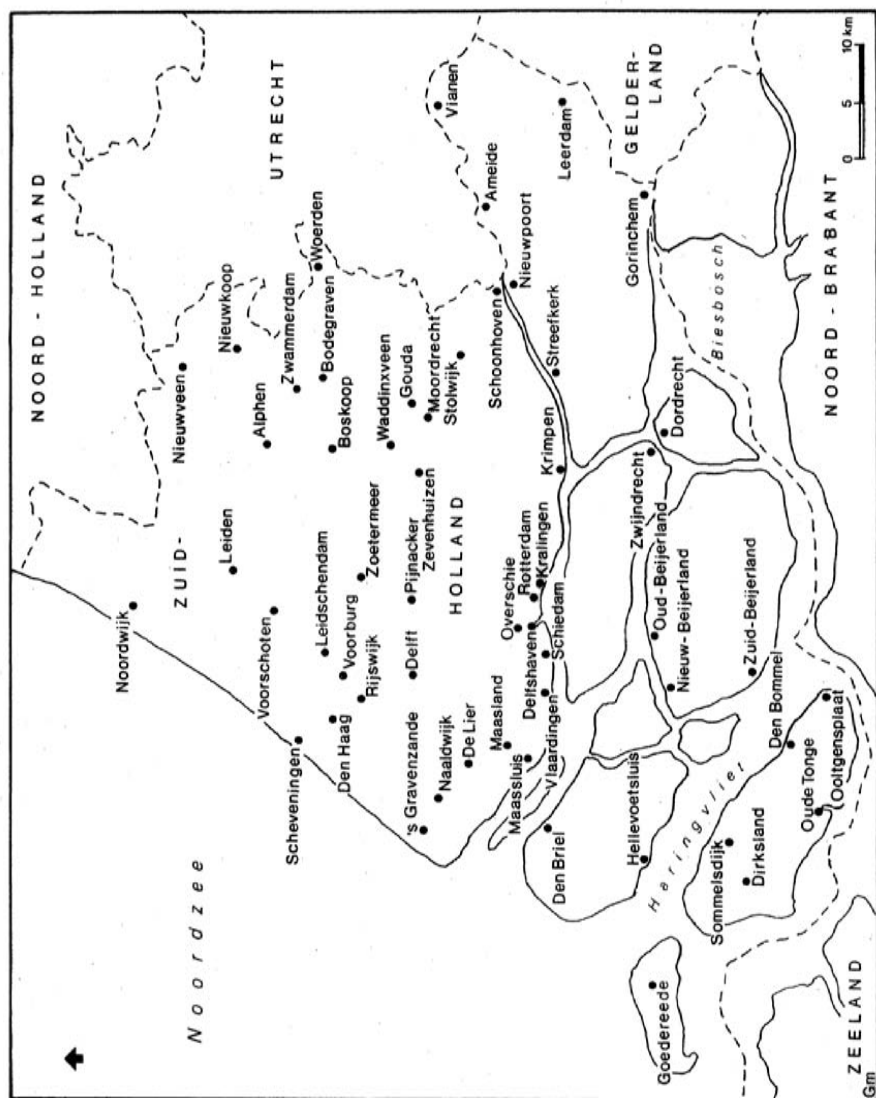 NOORD - HOLLAND
Noordzee
UTRECHT
ZUID-
HOLLAND
GELDER-
LAND
NOORD - BRABANT
ZEELAND
Haringvliet
Biesbosch
Noordwijk
Nieuwveen
Leiden
Nieuwkoop
Voorschoten
Alphen
Zwammerdam
Woerden
Scheveningen
Leidschendam
Bodegraven
Den Haag
Voorburg
Boskoop
Rijswijk
Zoetermeer
Waddinxveen
's Gravenzande
Delft
Pijnacker
Zevenhuizen
Gouda
Moordrecht
Stolwijk
Vianen
Naaldwijk
De Lier
Ameide
Maasland
Overschie
Schoonhoven
Nieuwpoort
Maassluis
Delfshaven
Rotterdam
Kralingen
Den Briel
Vlaardingen
Schiedam
Krimpen
Streefkerk
Leerdam
Hellevoetsluis
Oud-Beijerland
Zwijndrecht
Dordrecht
Gorinchem
Goedereede
Nieuw-Beijerland
Sommelsdijk
Dirksland
Zuid-Beijerland
Den Bommel
Oude Tonge
Ooltgensplaat
0 5 10 km
Gm